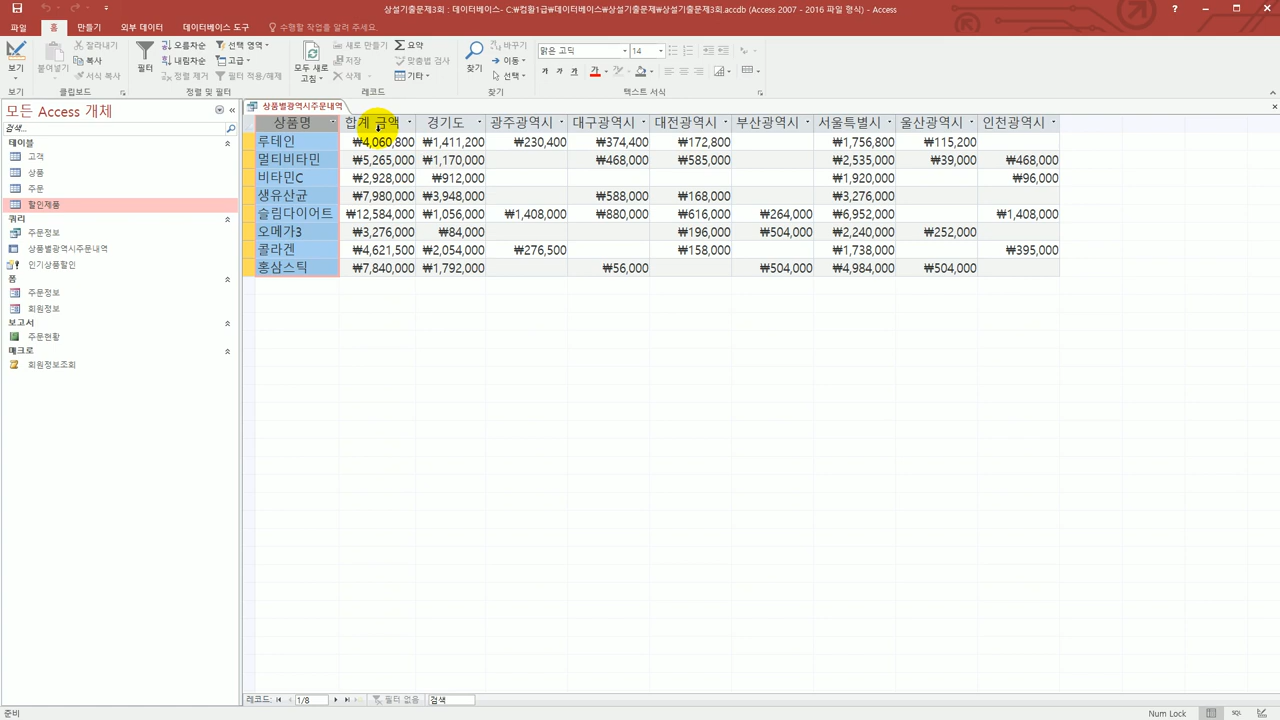 상설기출문제3회 : 데이터베이스- C:₩컴활1급₩데이터베이스₩상설기출문제₩상설기출문제3회.accdb (Access 2007 - 2016 파일 형식) - Access
파일 홈 만들기 외부 데이터 데이터베이스 도구 수행할 작업을 알려 주세요.
보기
보기
붙여넣기
잘라내기
복사
서식 복사
클립보드
필터
오름차순
내림차순
정렬 제거
선택 영역
고급
필터 적용/해제
정렬 및 필터
모두 새로 고침
새로 만들기
저장
삭제
요약
맞춤법 검사
기타
레코드
찾기
바꾸기
이동
선택
찾기
맑은 고딕 14
가 가 가 가
텍스트 서식
모든 Access 개체
검색...
테이블
고객
상품
주문
할인제품
쿼리
주문정보
상품별광역시주문내역
인기상품할인
폼
주문정보
회원정보
보고서
주문현황
매크로
회원정보조회
상품별광역시주문내역
상품명 합계 금액 경기도 광주광역시 대구광역시 대전광역시 부산광역시 서울특별시 울산광역시 인천광역시
루테인 ₩4,060,800 ₩1,411,200 ₩230,400 ₩374,400 ₩172,800 ₩1,756,800 ₩115,200
멀티비타민 ₩5,265,000 ₩1,170,000 ₩468,000 ₩585,000 ₩2,535,000 ₩39,000 ₩468,000
비타민C ₩2,928,000 ₩912,000 ₩1,920,000 ₩96,000
생유산균 ₩7,980,000 ₩3,948,000 ₩588,000 ₩168,000 ₩3,276,000
슬림다이어트 ₩12,584,000 ₩1,056,000 ₩1,408,000 ₩880,000 ₩616,000 ₩264,000 ₩6,952,000 ₩1,408,000
오메가3 ₩3,276,000 ₩84,000 ₩196,000 ₩504,000 ₩2,240,000 ₩252,000
콜라겐 ₩4,621,500 ₩2,054,000 ₩276,500 ₩158,000 ₩1,738,000 ₩395,000
홍삼스틱 ₩7,840,000 ₩1,792,000 ₩56,000 ₩504,000 ₩4,984,000 ₩504,000
레코드: 1/8 필터 없음 검색
준비 Num Lock SQL